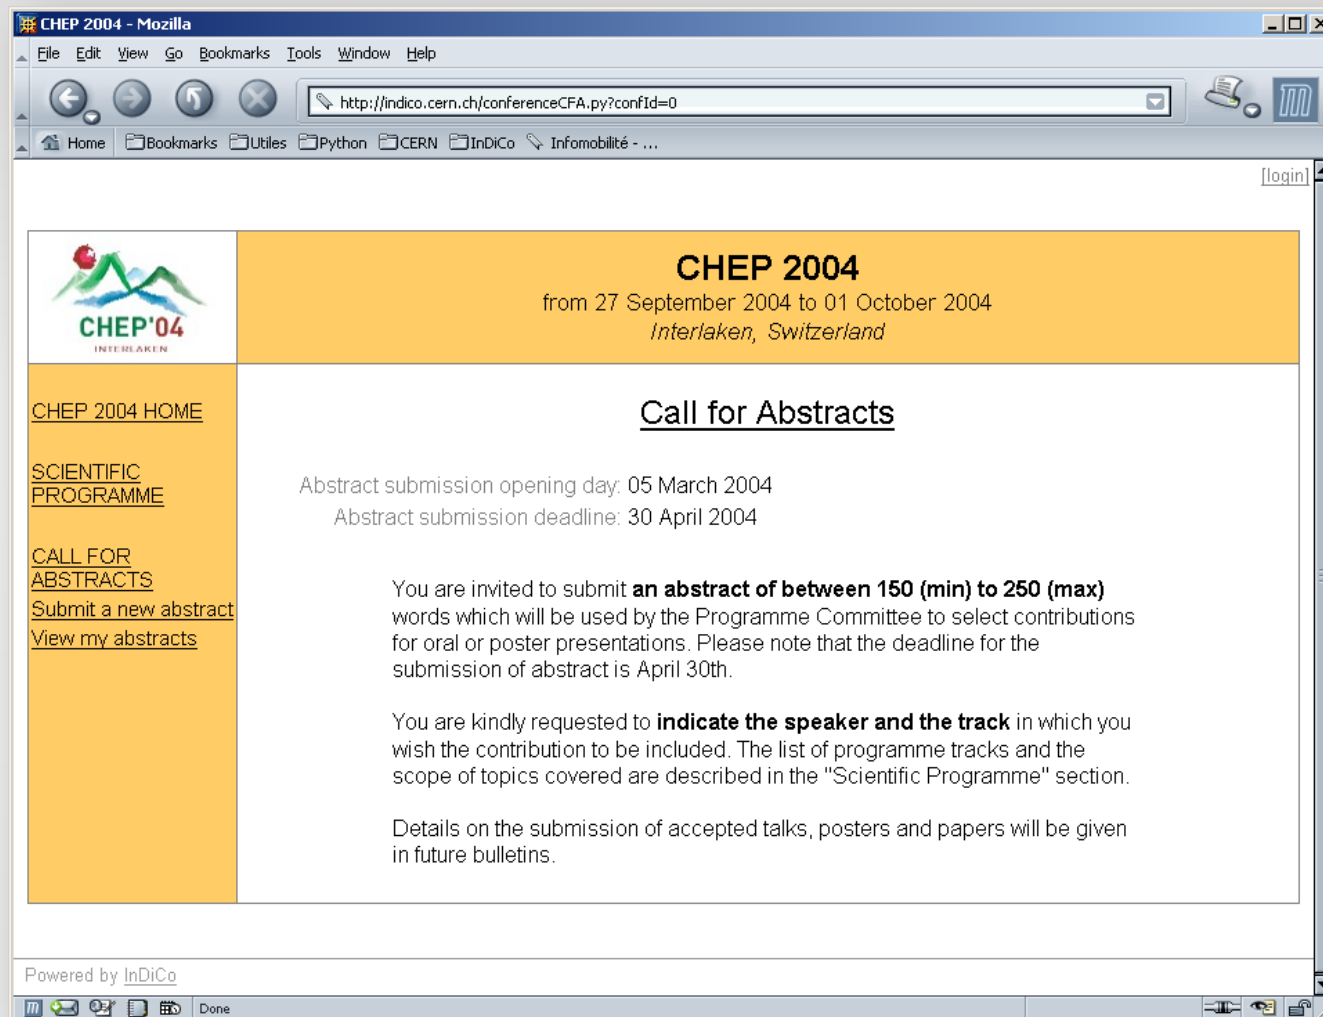 CHEP 2004 - Mozilla
File Edit View Go Bookmarks Tools Window Help
http://indico.cern.ch/conferenceCFA.py?confId=0
Home Bookmarks Utiles Python CERN InDiCo Infomobilité - ...
[login]
CHEP'04
INTERLAKEN
CHEP 2004
from 27 September 2004 to 01 October 2004
Interlaken, Switzerland
CHEP 2004 HOME
SCIENTIFIC
PROGRAMME
CALL FOR
ABSTRACTS
Submit a new abstract
View my abstracts
Call for Abstracts
Abstract submission opening day: 05 March 2004
Abstract submission deadline: 30 April 2004
You are invited to submit an abstract of between 150 (min) to 250 (max)
words which will be used by the Programme Committee to select contributions
for oral or poster presentations. Please note that the deadline for the
submission of abstract is April 30th.
You are kindly requested to indicate the speaker and the track in which you
wish the contribution to be included. The list of programme tracks and the
scope of topics covered are described in the "Scientific Programme" section.
Details on the submission of accepted talks, posters and papers will be given
in future bulletins.
Powered by InDiCo
Done